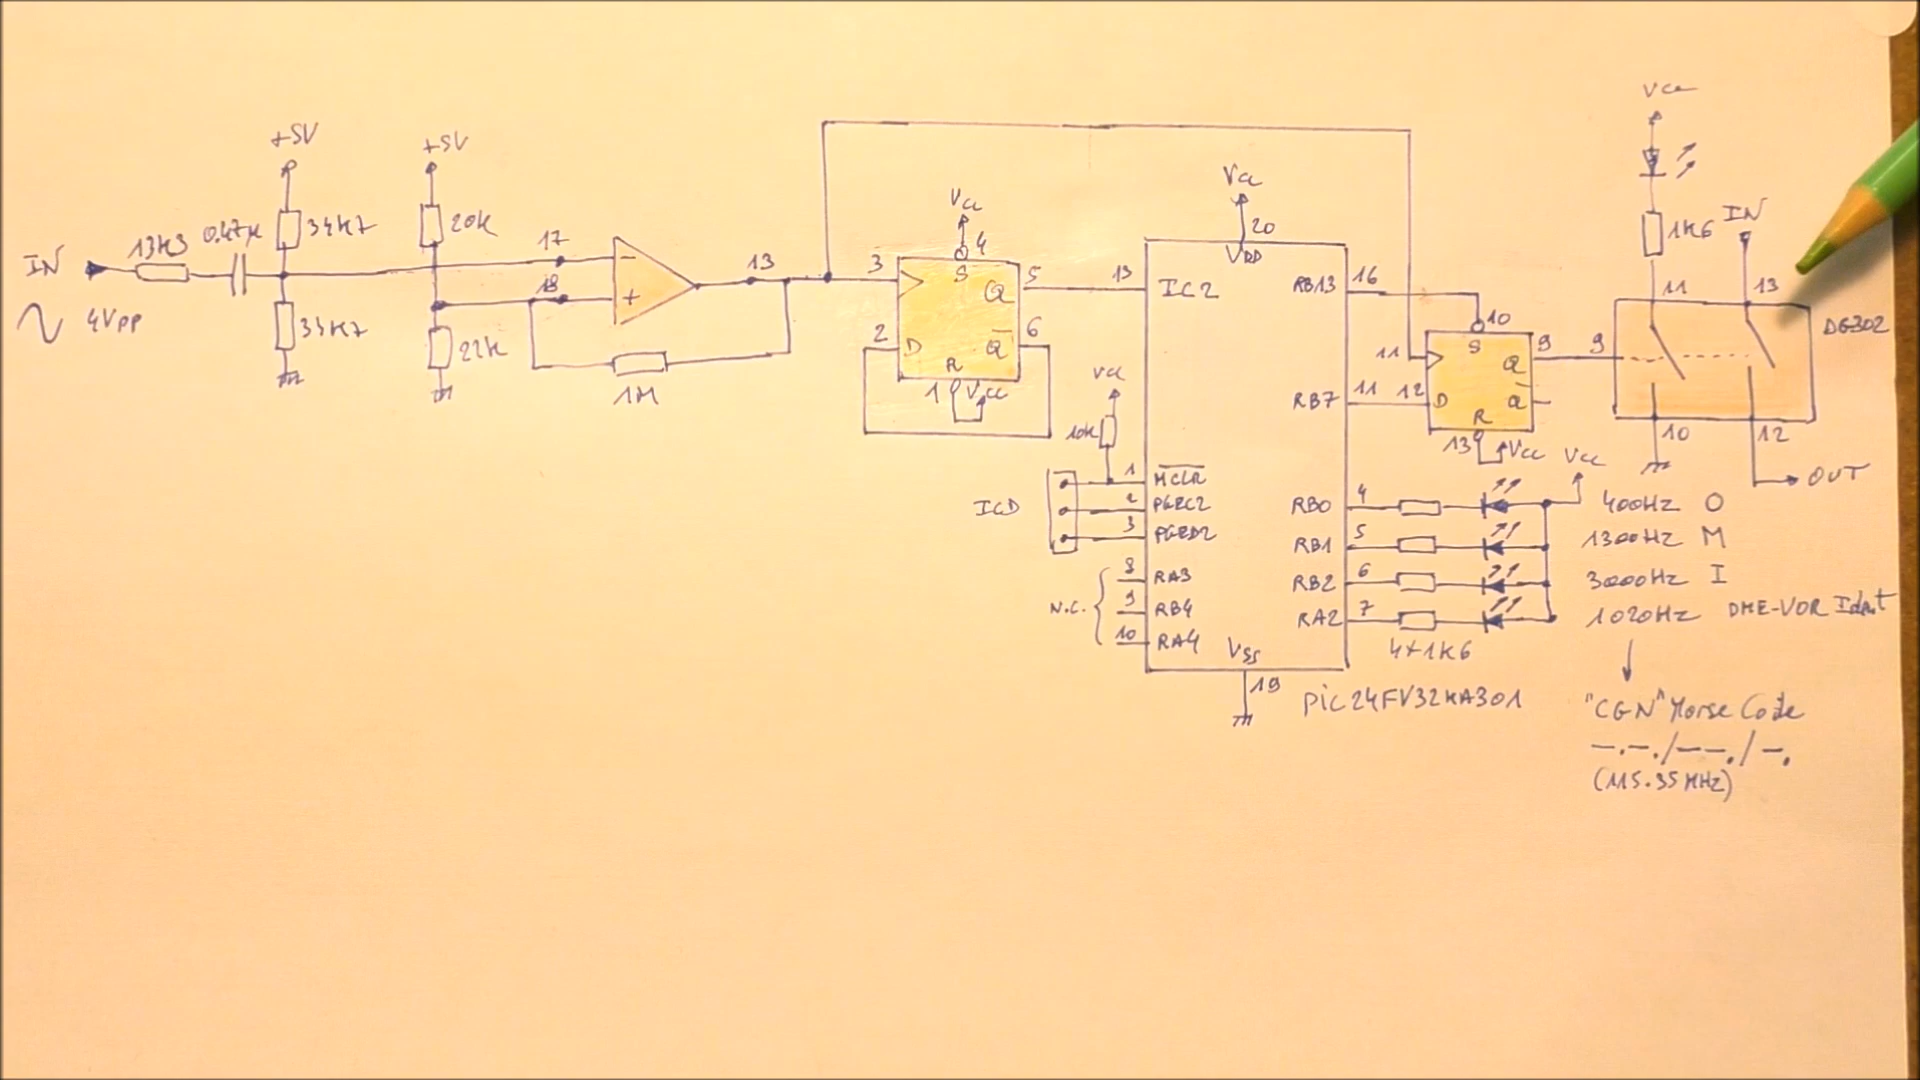 +5V
+5V
IN
4Vpp
13K3
0.47µ
34K7
20K
22K
17
18
−
+
13
1M
Vcc
4
S
3
5
Q
2
D
6
Q̅
R
1
Vcc
Vcc
20
VDD
13
IC2
RB13
16
RB7
11
Vcc
10K
ICD
1
MCLR
2
PGEC2
3
PGED2
N.C.
8
RA3
9
RB4
10
RA4
RB0
4
RB1
5
RB2
6
RA2
7
VSS
19
4×1K6
PIC24FV32KA301
10
S
11
9
Q
12
D
Q̅
R
13
Vcc
Vcc
Vcc
1K6
IN
11
13
DG302
9
10
12
OUT
400Hz O
1300Hz M
3000Hz I
1020Hz DME-VOR Ident
"CGN" Morse Code
−.−./−−./−.
(115.35MHz)